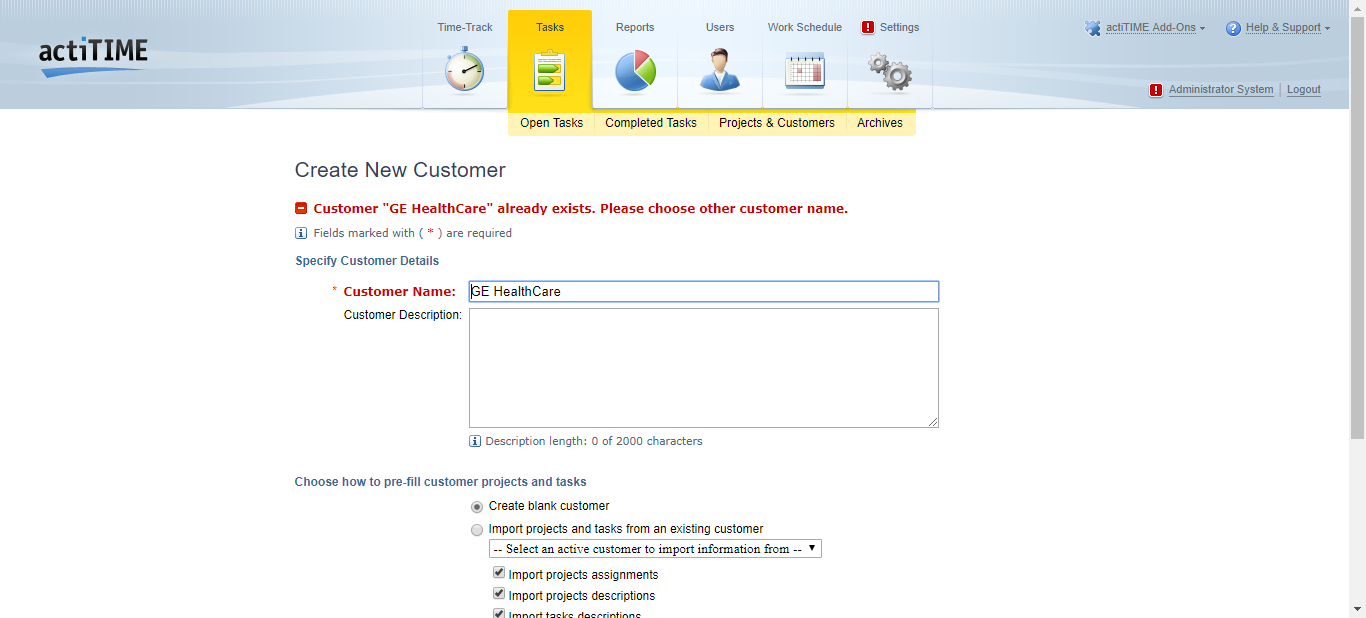 actiTIME
Time-Track
Tasks
Reports
Users
Work Schedule
! Settings
actiTIME Add-Ons
? Help & Support
! Administrator System
Logout
Open Tasks
Completed Tasks
Projects & Customers
Archives
Create New Customer
Customer "GE HealthCare" already exists. Please choose other customer name.
Fields marked with ( * ) are required
Specify Customer Details
* Customer Name: GE HealthCare
Customer Description:
Description length: 0 of 2000 characters
Choose how to pre-fill customer projects and tasks
Create blank customer
Import projects and tasks from an existing customer
-- Select an active customer to import information from --
Import projects assignments
Import projects descriptions
Import tasks descriptions